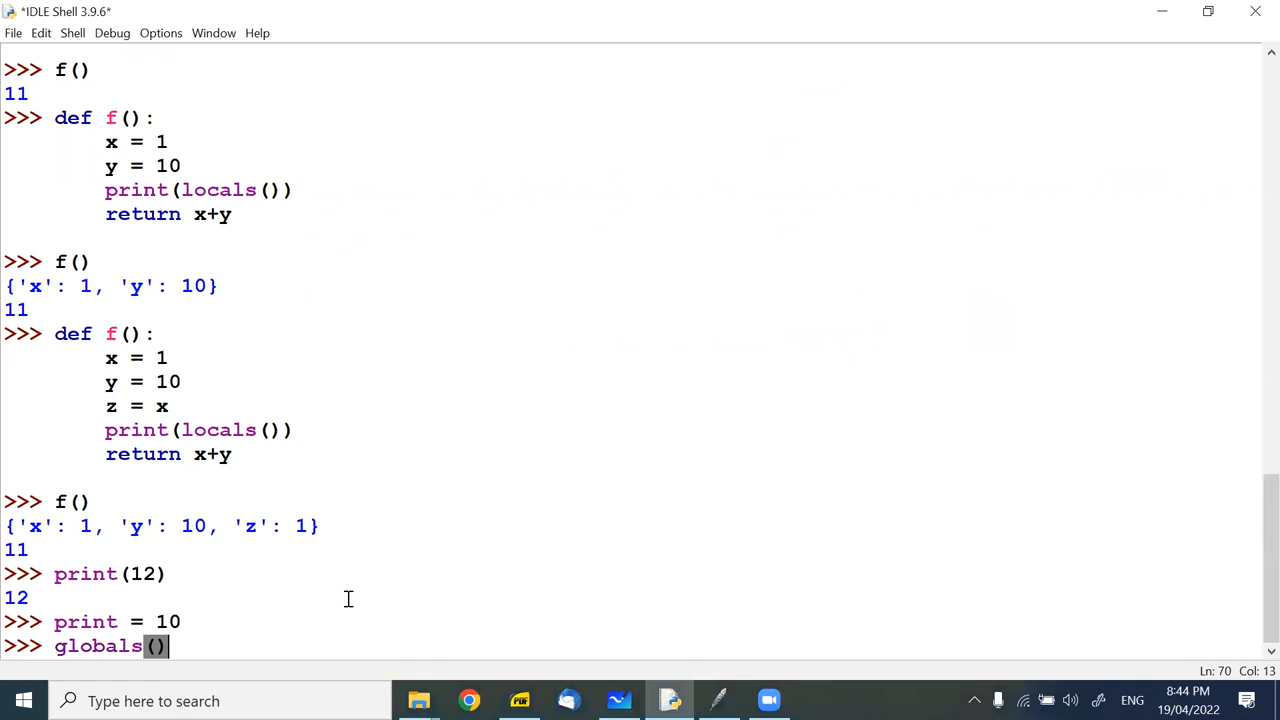 *IDLE Shell 3.9.6*
File Edit Shell Debug Options Window Help
>>> f()
11
>>> def f():
        x = 1
        y = 10
        print(locals())
        return x+y
>>> f()
{'x': 1, 'y': 10}
11
>>> def f():
        x = 1
        y = 10
        z = x
        print(locals())
        return x+y
>>> f()
{'x': 1, 'y': 10, 'z': 1}
11
>>> print(12)
12
>>> print = 10
>>> globals()
Ln: 70 Col: 13
Type here to search
PDF
ENG
8:44 PM
19/04/2022